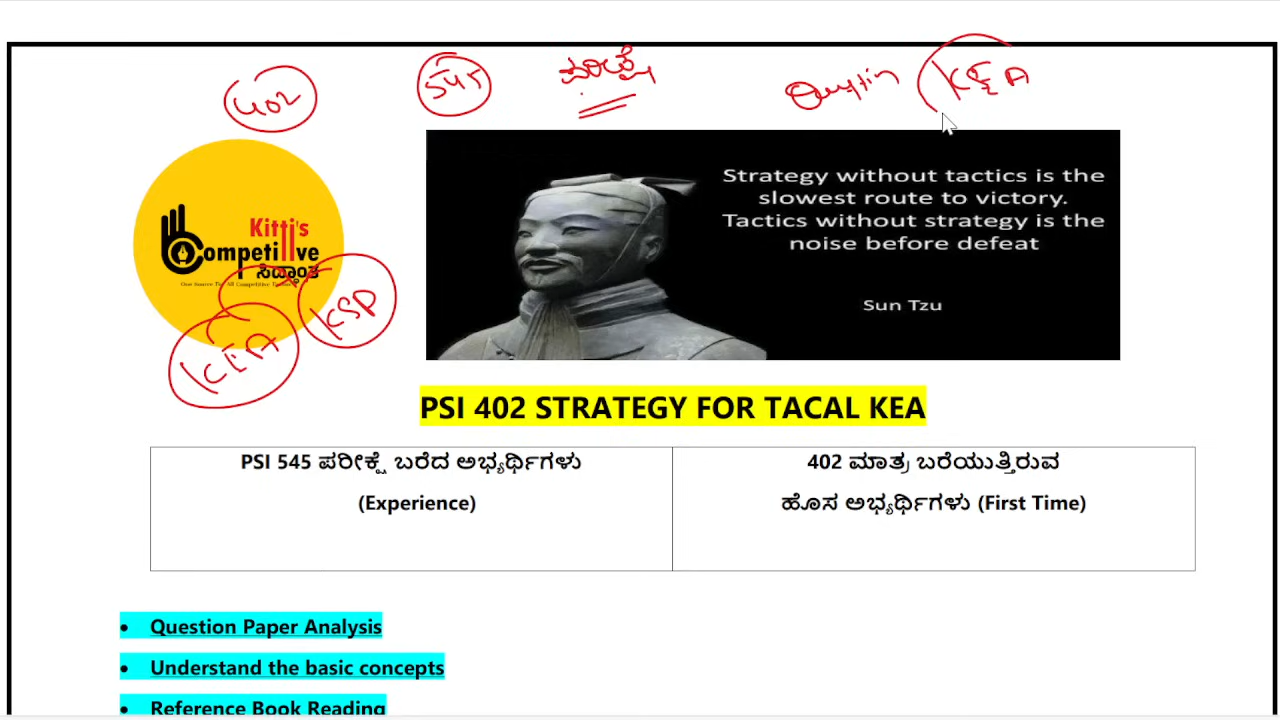 402
545
ಪರೀಕ್ಷೆ
KEA
Kitti's
Competitive
ಸಿದ್ಧಾಂತ
KSP
KEA
Strategy without tactics is the
slowest route to victory.
Tactics without strategy is the
noise before defeat
Sun Tzu
PSI 402 STRATEGY FOR TACAL KEA
PSI 545 ಪರೀಕ್ಷೆ ಬರೆದ ಅಭ್ಯರ್ಥಿಗಳು
(Experience)
402 ಮಾತ್ರ ಬರೆಯುತ್ತಿರುವ
ಹೊಸ ಅಭ್ಯರ್ಥಿಗಳು (First Time)
• Question Paper Analysis
• Understand the basic concepts
• Reference Book Reading